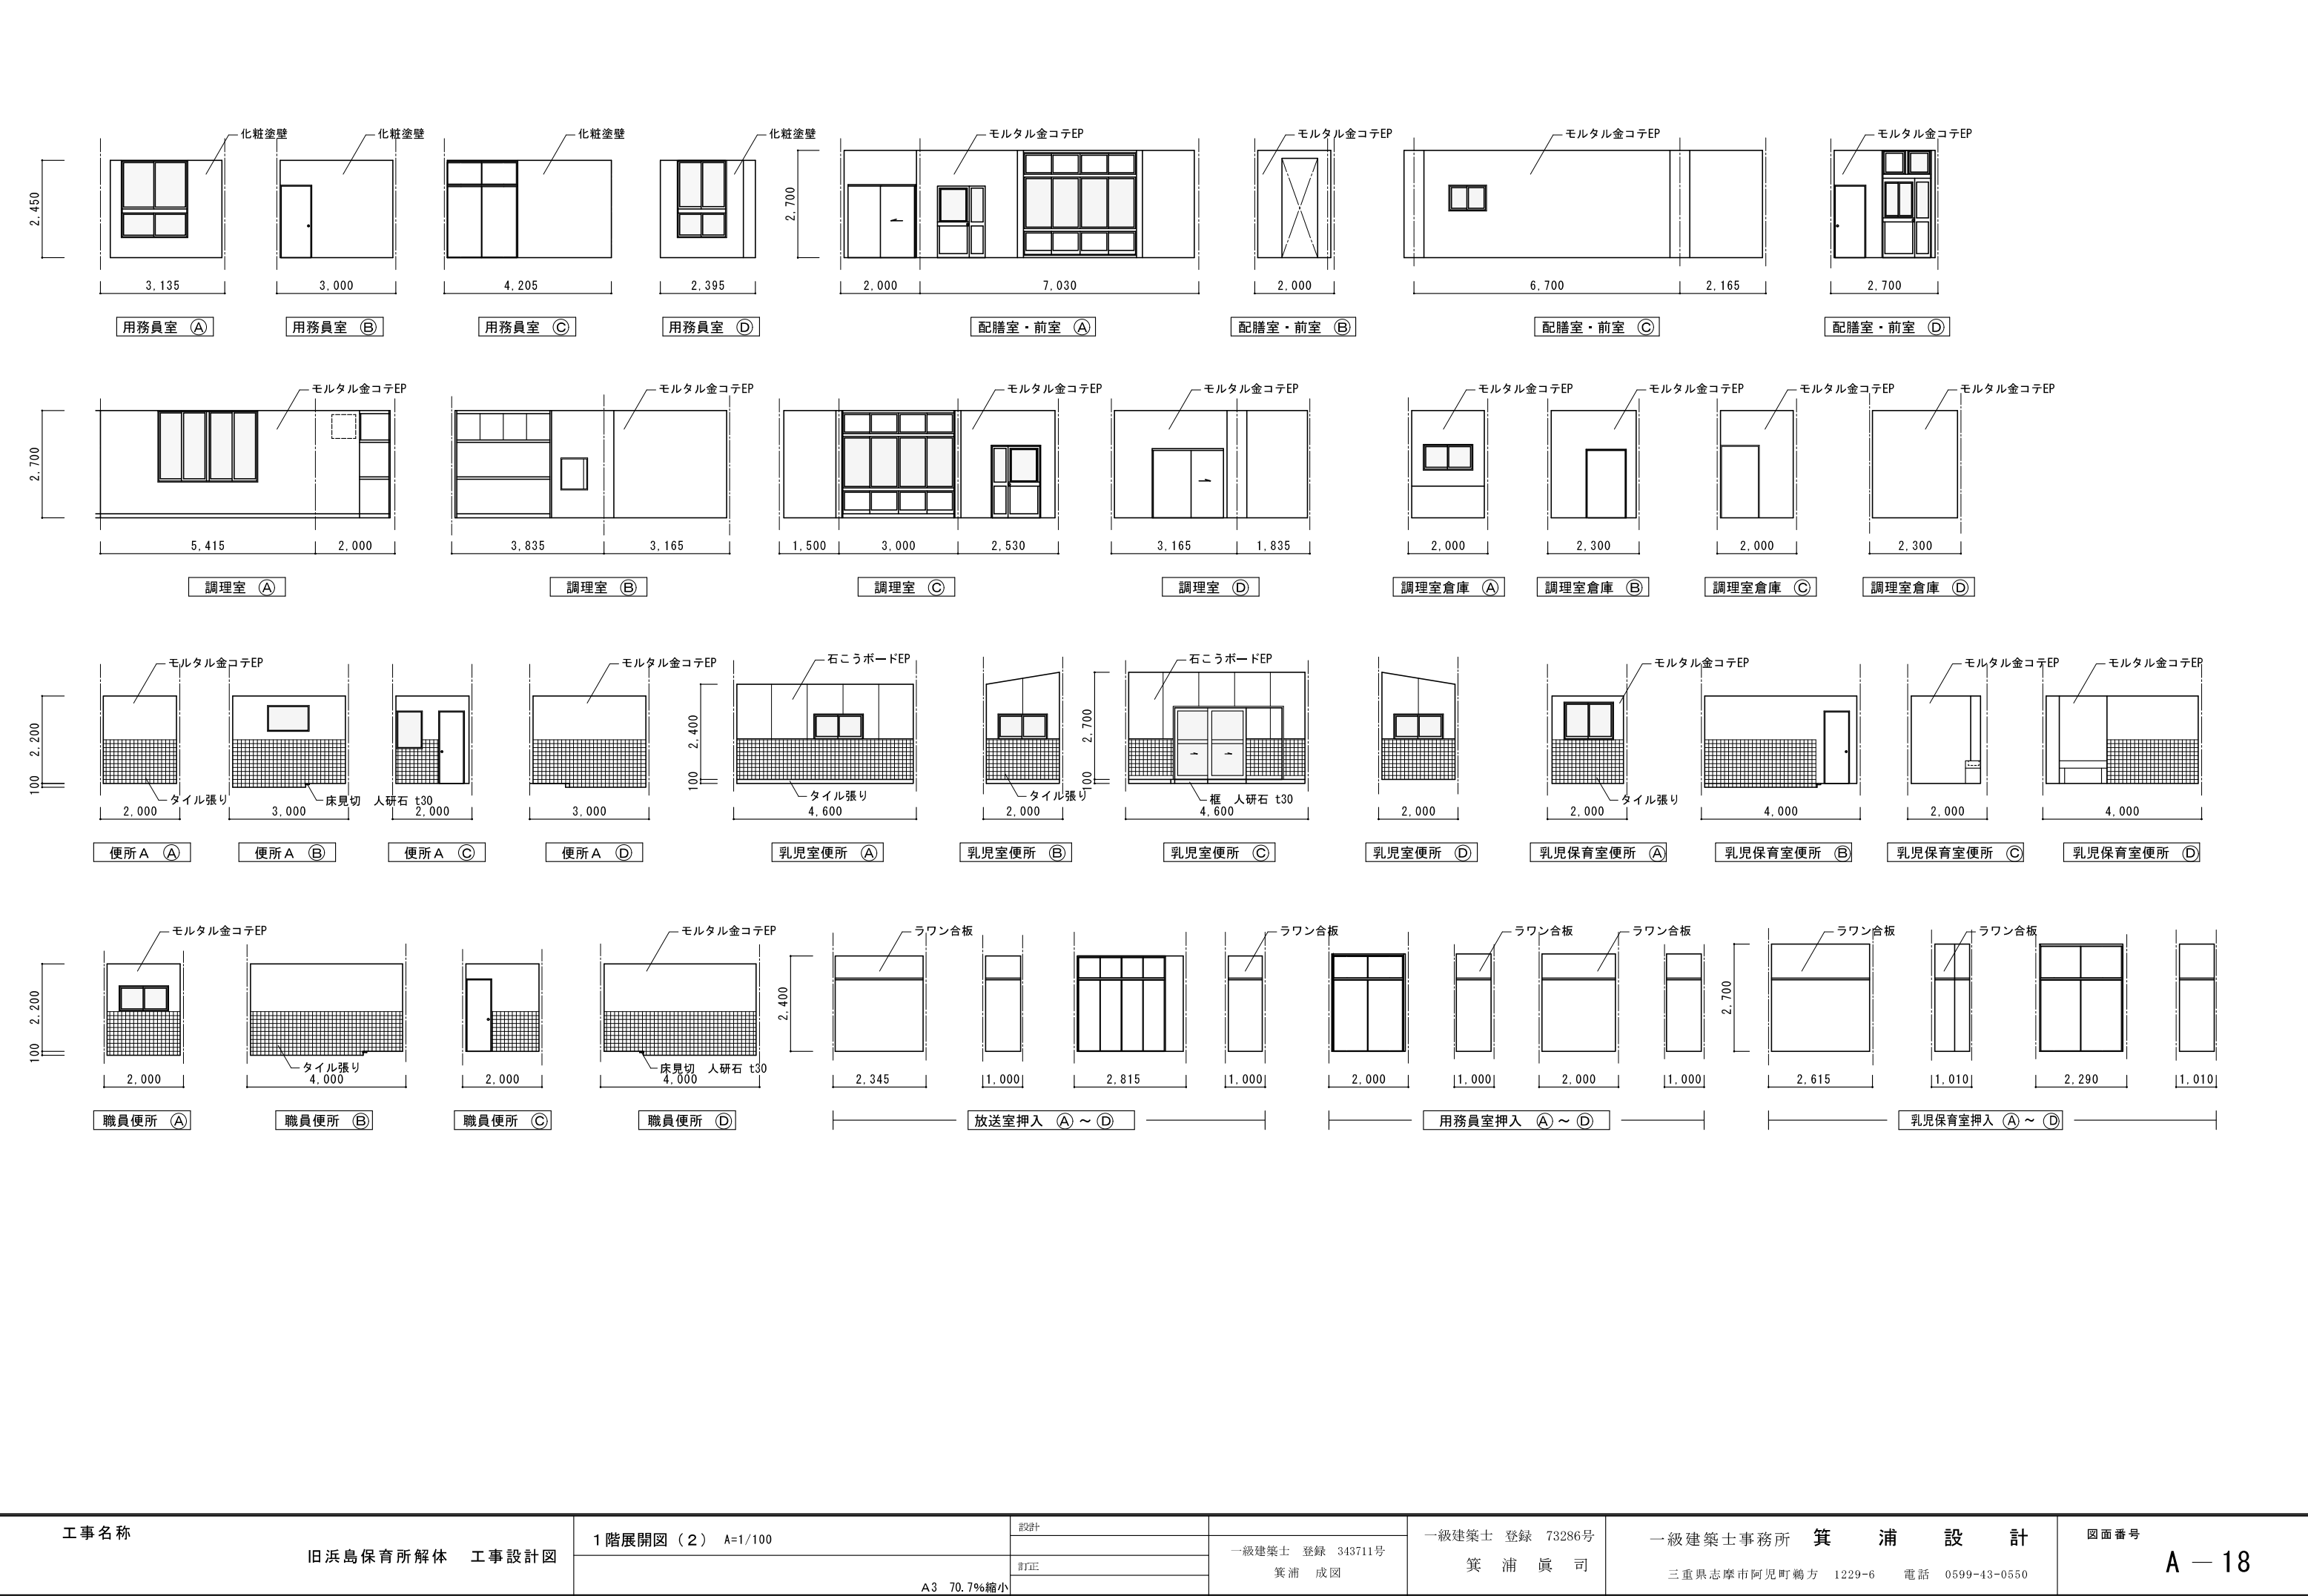 化粧塗壁 化粧塗壁 化粧塗壁 化粧塗壁 モルタル金コテEP モルタル金コテEP モルタル金コテEP モルタル金コテEP
2,450 2,700
3,135 3,000 4,205 2,395 2,000 7,030 2,000 6,700 2,165 2,700
用務員室 Ⓐ 用務員室 Ⓑ 用務員室 Ⓒ 用務員室 Ⓓ 配膳室・前室 Ⓐ 配膳室・前室 Ⓑ 配膳室・前室 Ⓒ 配膳室・前室 Ⓓ
モルタル金コテEP モルタル金コテEP モルタル金コテEP モルタル金コテEP モルタル金コテEP モルタル金コテEP モルタル金コテEP モルタル金コテEP
2,700
5,415 2,000 3,835 3,165 1,500 3,000 2,530 3,165 1,835 2,000 2,300 2,000 2,300
調理室 Ⓐ 調理室 Ⓑ 調理室 Ⓒ 調理室 Ⓓ 調理室倉庫 Ⓐ 調理室倉庫 Ⓑ 調理室倉庫 Ⓒ 調理室倉庫 Ⓓ
モルタル金コテEP モルタル金コテEP 石こうボードEP 石こうボードEP モルタル金コテEP モルタル金コテEP モルタル金コテEP
2,200 100 2,400 100 2,700 100
タイル張り 床見切 人研石 t30 タイル張り タイル張り 框 人研石 t30 タイル張り
2,000 3,000 2,000 3,000 4,600 2,000 4,600 2,000 2,000 4,000 2,000 4,000
便所A Ⓐ 便所A Ⓑ 便所A Ⓒ 便所A Ⓓ 乳児室便所 Ⓐ 乳児室便所 Ⓑ 乳児室便所 Ⓒ 乳児室便所 Ⓓ 乳児保育室便所 Ⓐ 乳児保育室便所 Ⓑ 乳児保育室便所 Ⓒ 乳児保育室便所 Ⓓ
モルタル金コテEP モルタル金コテEP ラワン合板 ラワン合板 ラワン合板 ラワン合板 ラワン合板 ラワン合板
2,200 100 2,400 2,700
タイル張り 床見切 人研石 t30
2,000 4,000 2,000 4,000 2,345 1,000 2,815 1,000 2,000 1,000 2,000 1,000 2,615 1,010 2,290 1,010
職員便所 Ⓐ 職員便所 Ⓑ 職員便所 Ⓒ 職員便所 Ⓓ 放送室押入 Ⓐ～Ⓓ 用務員室押入 Ⓐ～Ⓓ 乳児保育室押入 Ⓐ～Ⓓ
工事名称
旧浜島保育所解体 工事設計図
1階展開図（2） A=1/100
A3 70.7%縮小
設計
訂正
一級建築士 登録 343711号
箕浦 成図
一級建築士 登録 73286号
箕浦眞司
一級建築士事務所 箕浦設計
三重県志摩市阿児町鵜方 1229-6 電話 0599-43-0550
図面番号
A－18